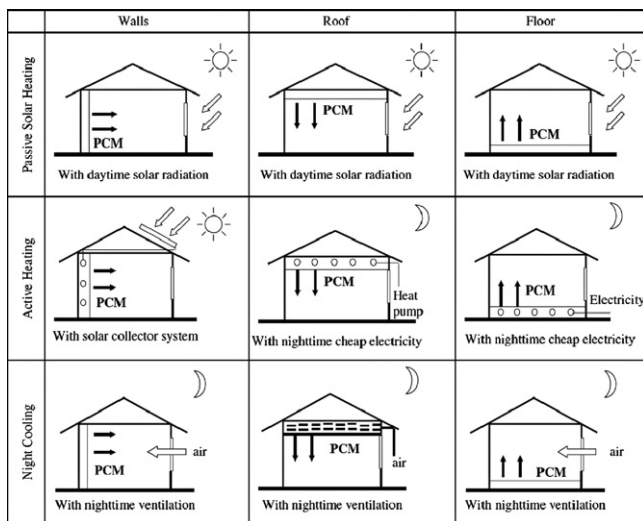 Walls
Roof
Floor
Passive Solar Heating
PCM
With daytime solar radiation
PCM
With daytime solar radiation
PCM
With daytime solar radiation
Active Heating
PCM
With solar collector system
PCM
Heat
pump
With nighttime cheap electricity
PCM
Electricity
With nighttime cheap electricity
Night Cooling
PCM
air
With nighttime ventilation
PCM
air
With nighttime ventilation
PCM
air
With nighttime ventilation